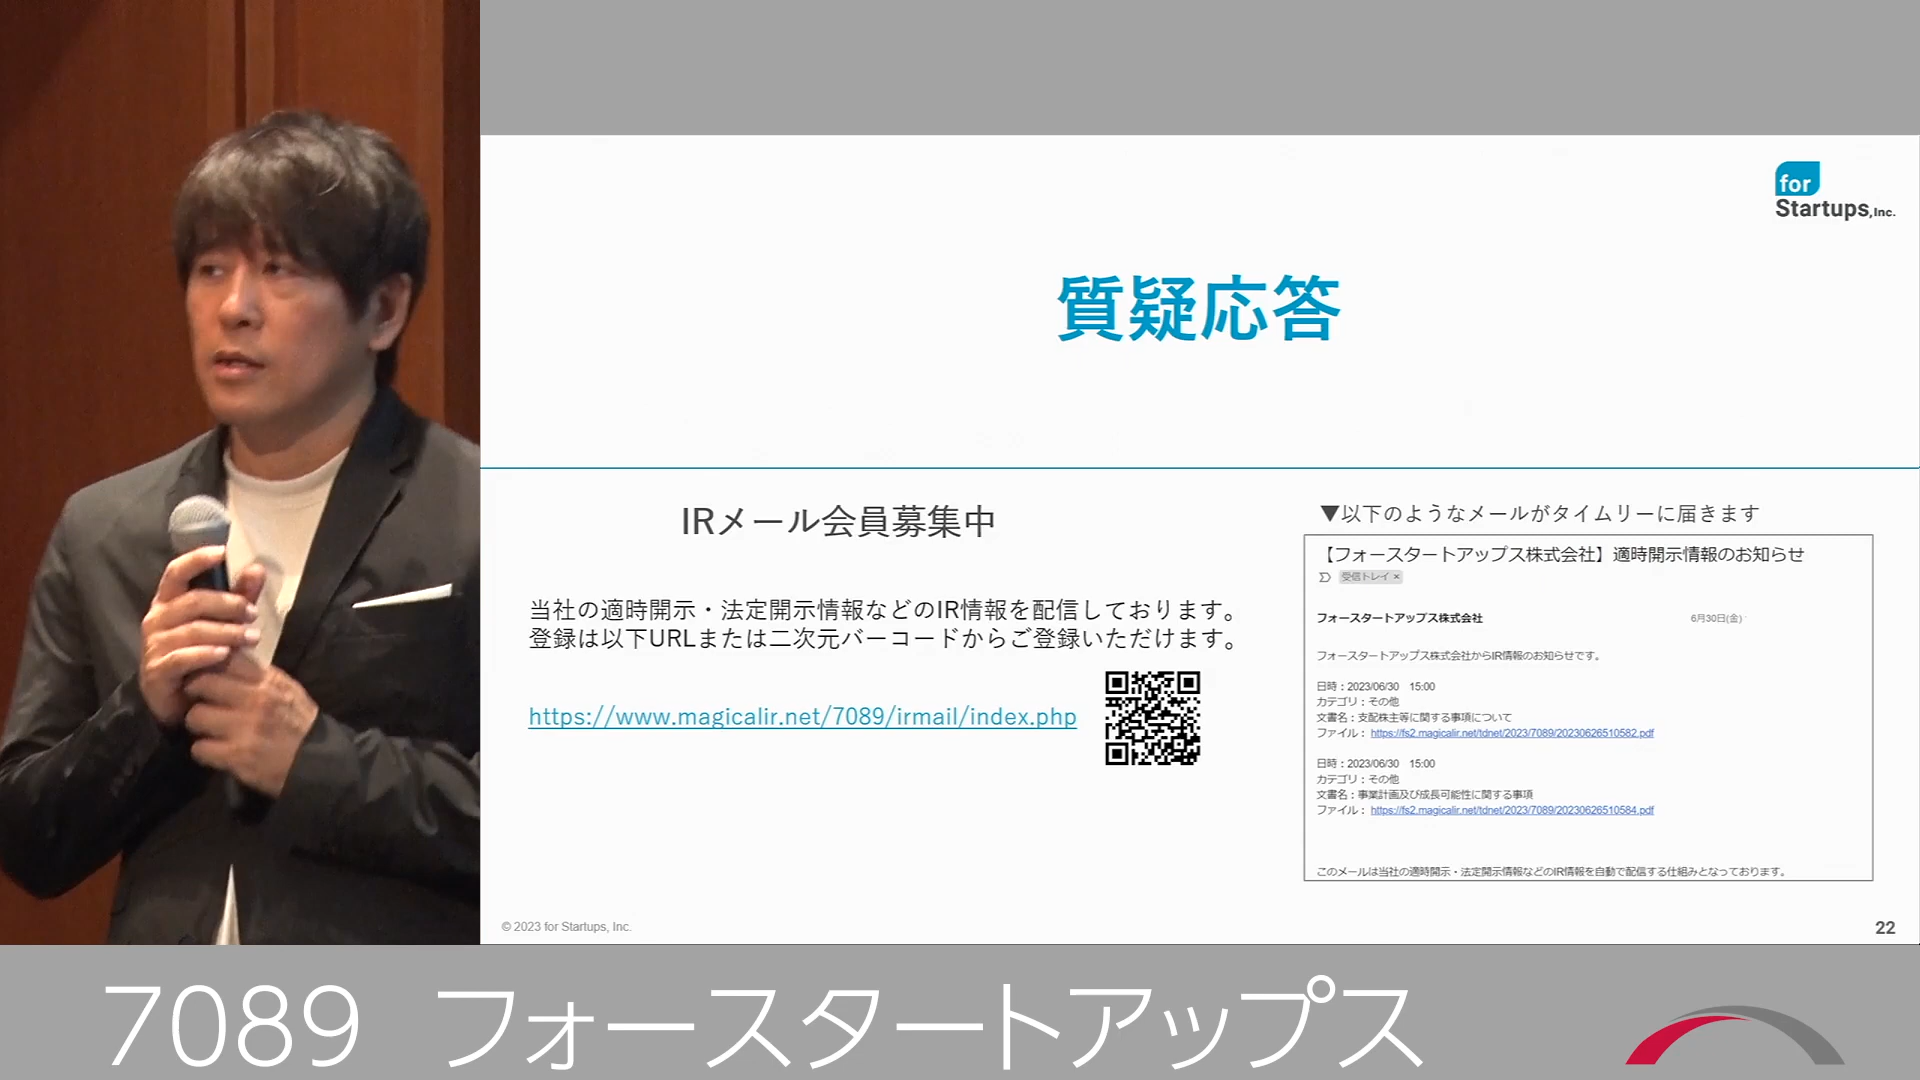 for
Startups,Inc.
質疑応答
IRメール会員募集中
当社の適時開示・法定開示情報などのIR情報を配信しております。
登録は以下URLまたは二次元バーコードからご登録いただけます。
https://www.magicalir.net/7089/irmail/index.php
▼以下のようなメールがタイムリーに届きます
【フォースタートアップス株式会社】適時開示情報のお知らせ
受信トレイ ×
フォースタートアップス株式会社 6月30日(金)
フォースタートアップス株式会社からIR情報のお知らせです。
日時：2023/06/30 15:00
カテゴリ：その他
文書名：支配株主等に関する事項について
ファイル： https://fs2.magicalir.net/tdnet/2023/7089/20230626510582.pdf
日時：2023/06/30 15:00
カテゴリ：その他
文書名：事業計画及び成長可能性に関する事項
ファイル： https://fs2.magicalir.net/tdnet/2023/7089/20230626510584.pdf
このメールは当社の適時開示・法定開示情報などのIR情報を自動で配信する仕組みとなっております。
© 2023 for Startups, Inc.
22
7089 フォースタートアップス